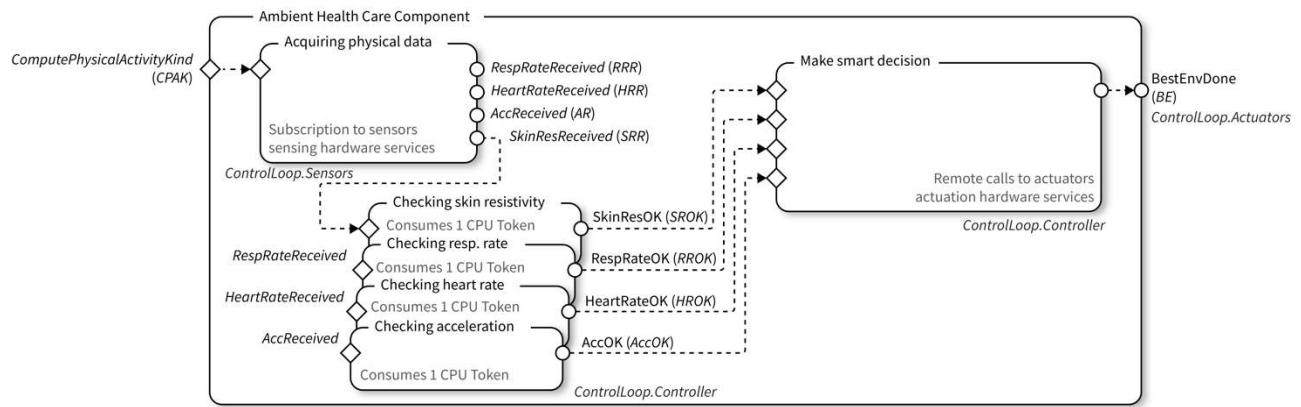 Ambient Health Care Component
Acquiring physical data
ComputePhysicalActivityKind
(CPAK)
RespRateReceived (RRR)
HeartRateReceived (HRR)
AccReceived (AR)
SkinResReceived (SRR)
Subscription to sensors
sensing hardware services
ControlLoop.Sensors
Make smart decision
BestEnvDone
(BE)
ControlLoop.Actuators
Remote calls to actuators
actuation hardware services
ControlLoop.Controller
Checking skin resistivity
Consumes 1 CPU Token
SkinResOK (SROK)
Checking resp. rate
RespRateReceived
Consumes 1 CPU Token
RespRateOK (RROK)
Checking heart rate
HeartRateReceived
Consumes 1 CPU Token
HeartRateOK (HROK)
Checking acceleration
AccReceived
AccOK (AccOK)
Consumes 1 CPU Token
ControlLoop.Controller